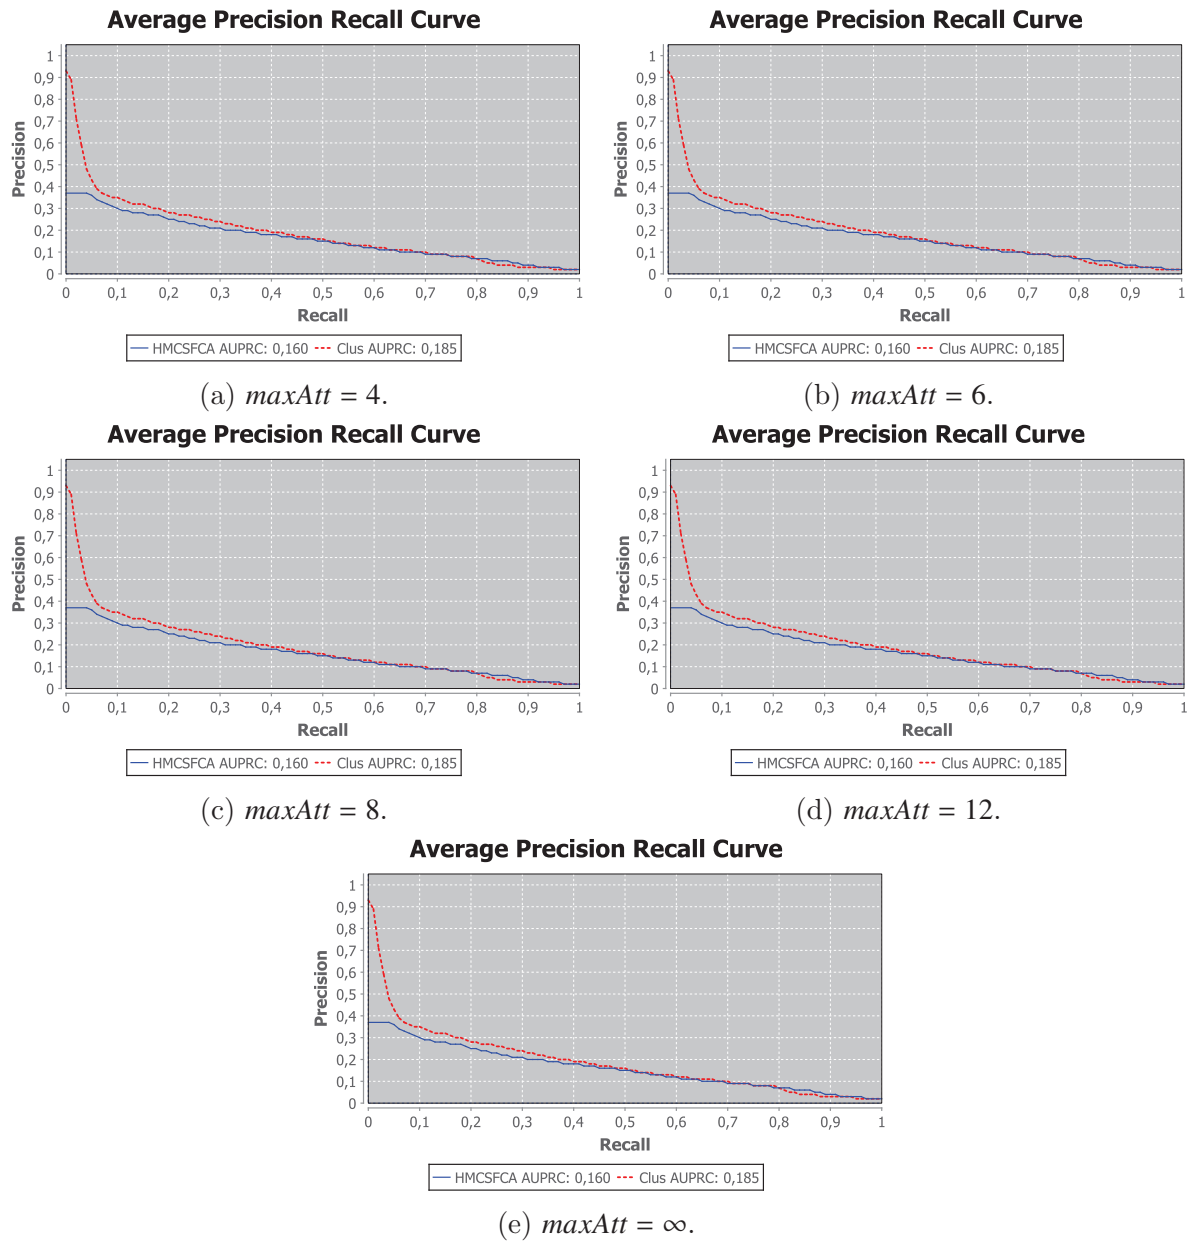 Average Precision Recall Curve
Precision
1
0,9
0,8
0,7
0,6
0,5
0,4
0,3
0,2
0,1
0
0 0,1 0,2 0,3 0,4 0,5 0,6 0,7 0,8 0,9 1
Recall
HMCSFCA AUPRC: 0,160 Clus AUPRC: 0,185
(a) maxAtt = 4.
Average Precision Recall Curve
Precision
1
0,9
0,8
0,7
0,6
0,5
0,4
0,3
0,2
0,1
0
0 0,1 0,2 0,3 0,4 0,5 0,6 0,7 0,8 0,9 1
Recall
HMCSFCA AUPRC: 0,160 Clus AUPRC: 0,185
(b) maxAtt = 6.
Average Precision Recall Curve
Precision
1
0,9
0,8
0,7
0,6
0,5
0,4
0,3
0,2
0,1
0
0 0,1 0,2 0,3 0,4 0,5 0,6 0,7 0,8 0,9 1
Recall
HMCSFCA AUPRC: 0,160 Clus AUPRC: 0,185
(c) maxAtt = 8.
Average Precision Recall Curve
Precision
1
0,9
0,8
0,7
0,6
0,5
0,4
0,3
0,2
0,1
0
0 0,1 0,2 0,3 0,4 0,5 0,6 0,7 0,8 0,9 1
Recall
HMCSFCA AUPRC: 0,160 Clus AUPRC: 0,185
(d) maxAtt = 12.
Average Precision Recall Curve
Precision
1
0,9
0,8
0,7
0,6
0,5
0,4
0,3
0,2
0,1
0
0 0,1 0,2 0,3 0,4 0,5 0,6 0,7 0,8 0,9 1
Recall
HMCSFCA AUPRC: 0,160 Clus AUPRC: 0,185
(e) maxAtt = ∞.